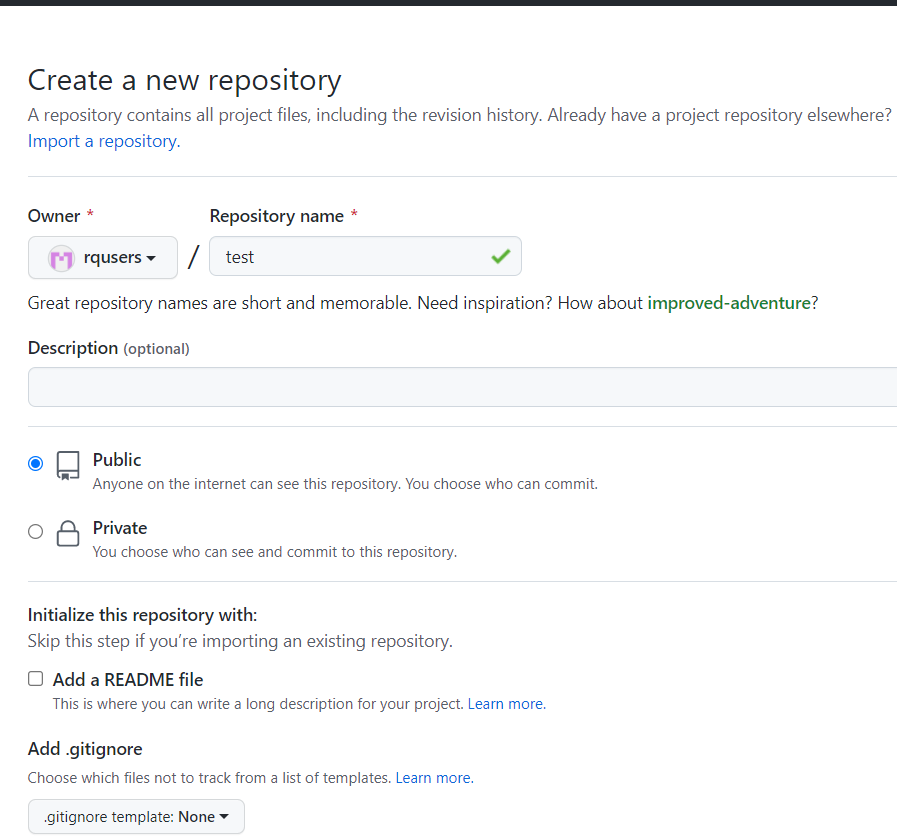 Create a new repository
A repository contains all project files, including the revision history. Already have a project repository elsewhere?
Import a repository.
Owner * Repository name *
rqusers / test
Great repository names are short and memorable. Need inspiration? How about improved-adventure?
Description (optional)
Public
Anyone on the internet can see this repository. You choose who can commit.
Private
You choose who can see and commit to this repository.
Initialize this repository with:
Skip this step if you’re importing an existing repository.
Add a README file
This is where you can write a long description for your project. Learn more.
Add .gitignore
Choose which files not to track from a list of templates. Learn more.
.gitignore template: None